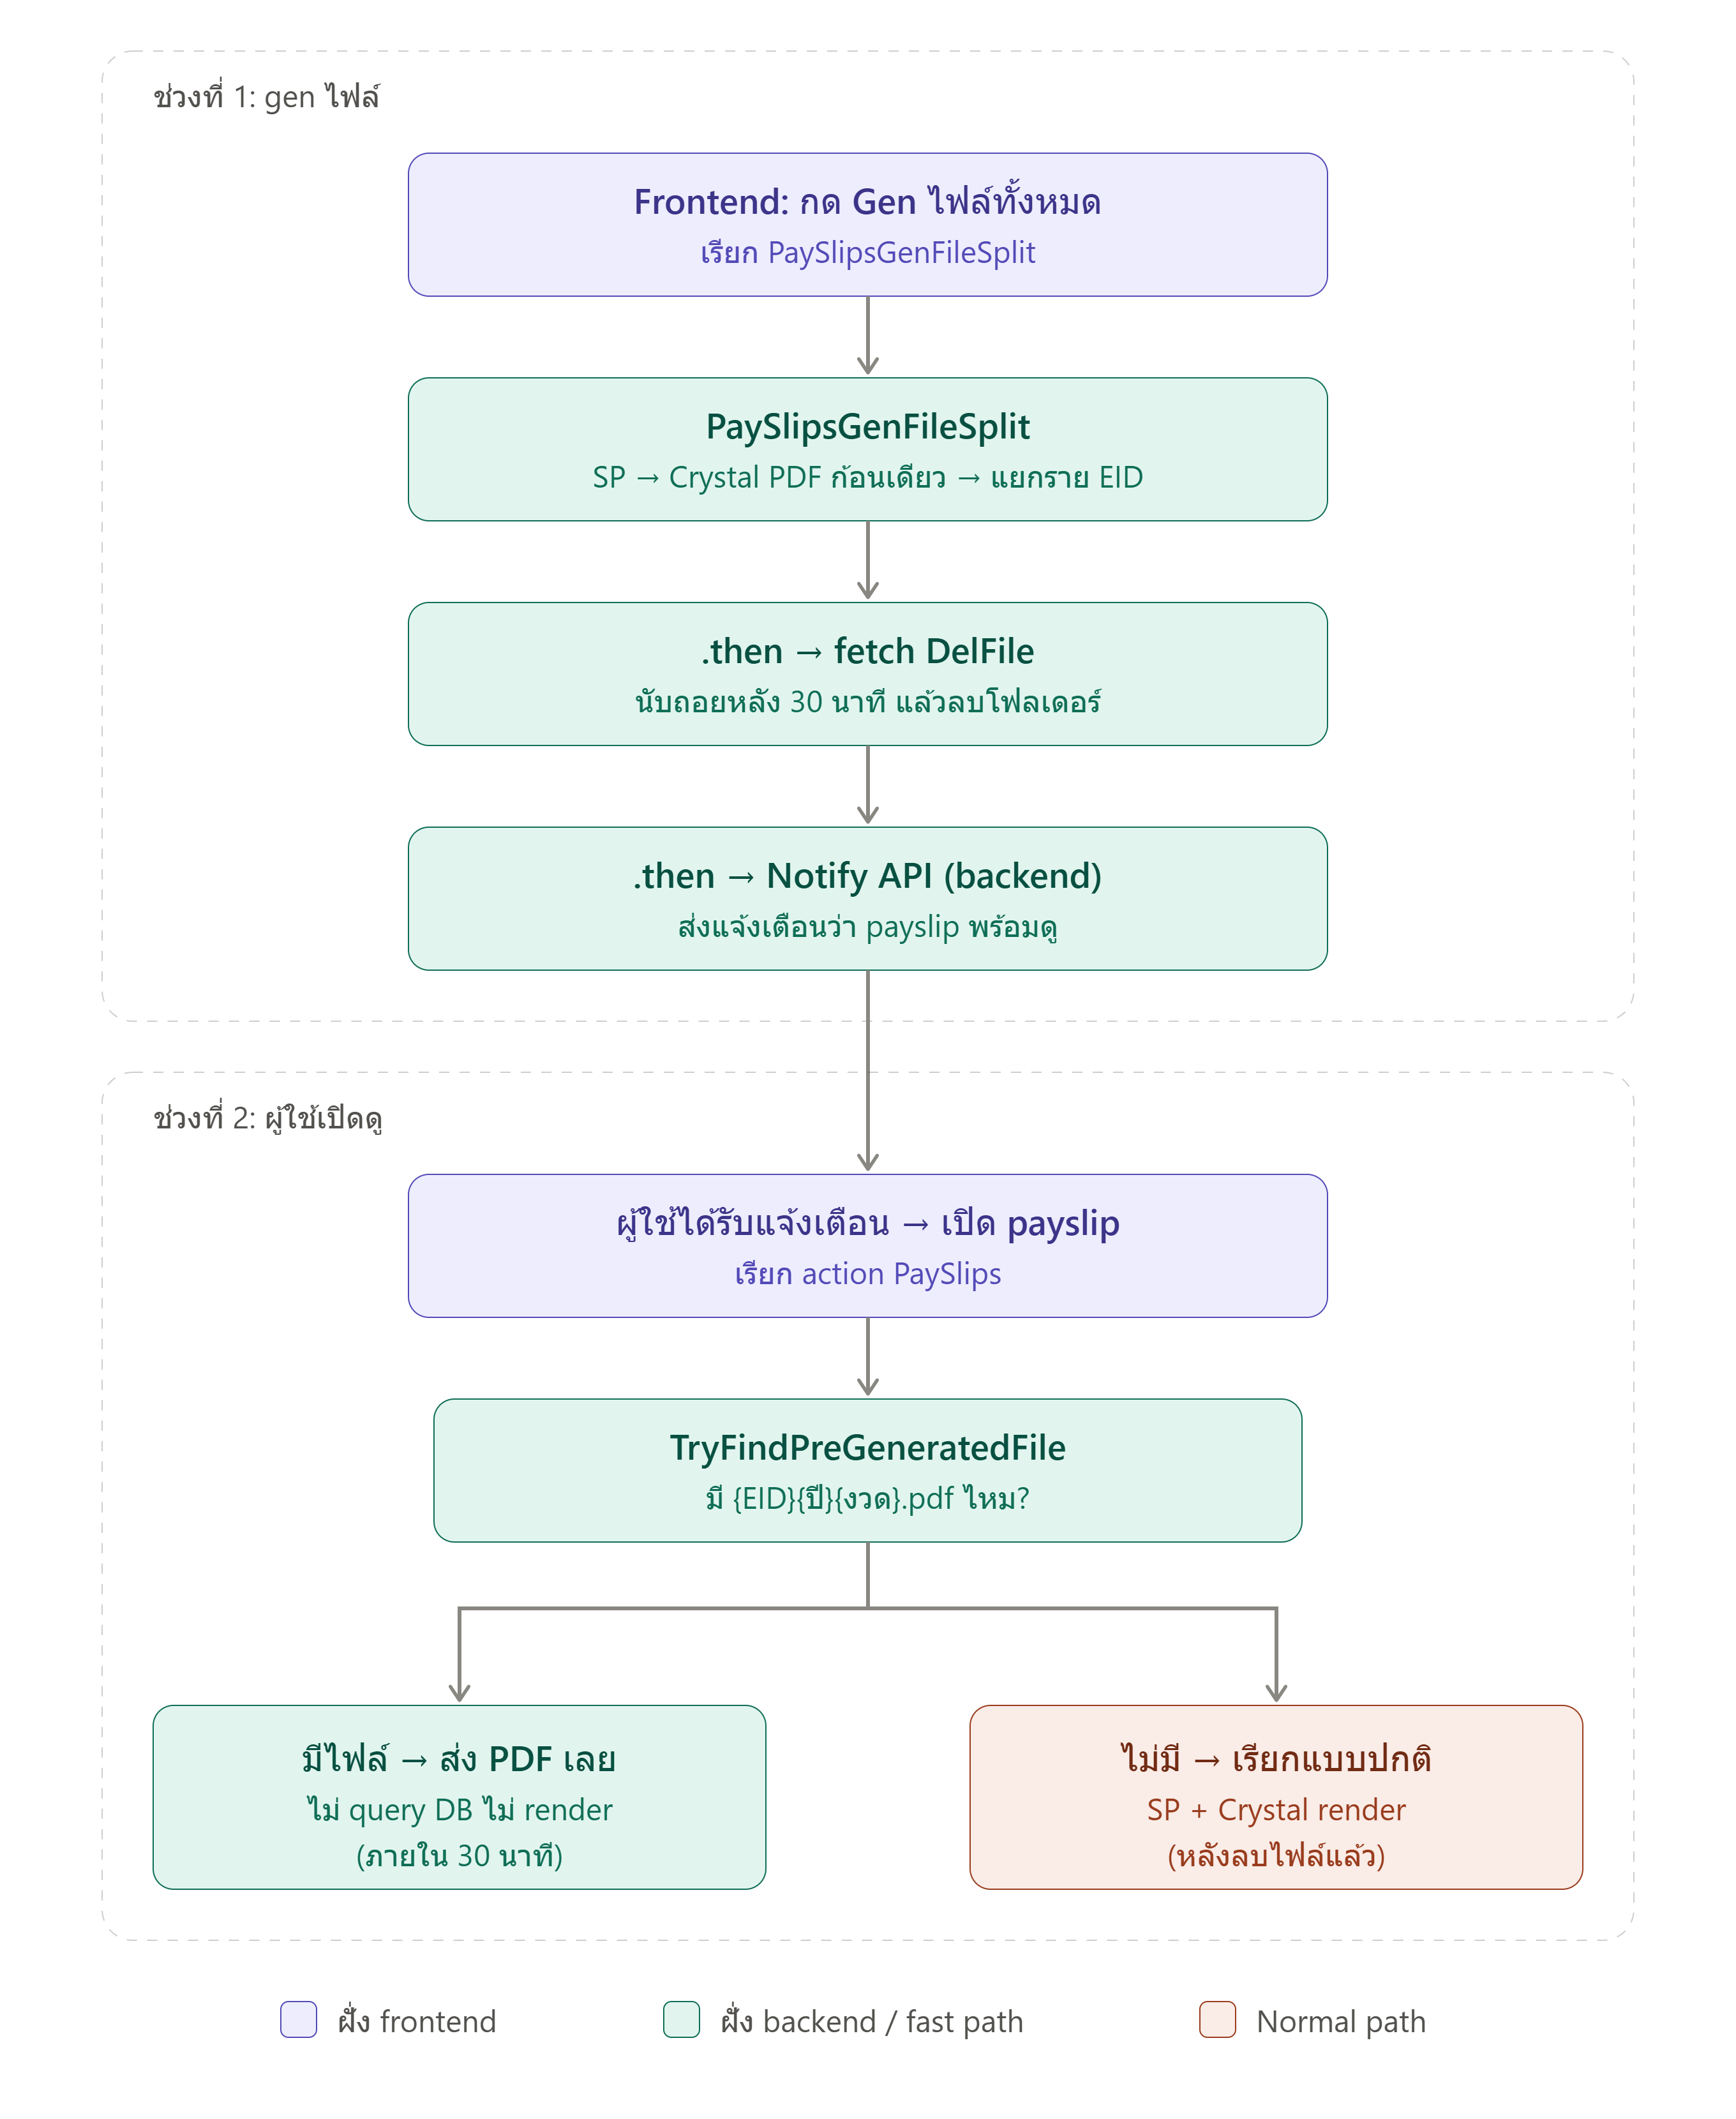 ช่วงที่ 1: gen ไฟล์
Frontend: กด Gen ไฟล์ทั้งหมด
เรียก PaySlipsGenFileSplit
PaySlipsGenFileSplit
SP → Crystal PDF ก้อนเดียว → แยกราย EID
.then → fetch DelFile
นับถอยหลัง 30 นาที แล้วลบโฟลเดอร์
.then → Notify API (backend)
ส่งแจ้งเตือนว่า payslip พร้อมดู
ช่วงที่ 2: ผู้ใช้เปิดดู
ผู้ใช้ได้รับแจ้งเตือน → เปิด payslip
เรียก action PaySlips
TryFindPreGeneratedFile
มี {EID}{ปี}{งวด}.pdf ไหม?
มีไฟล์ → ส่ง PDF เลย
ไม่ query DB ไม่ render
(ภายใน 30 นาที)
ไม่มี → เรียกแบบปกติ
SP + Crystal render
(หลังลบไฟล์แล้ว)
ฝั่ง frontend
ฝั่ง backend / fast path
Normal path